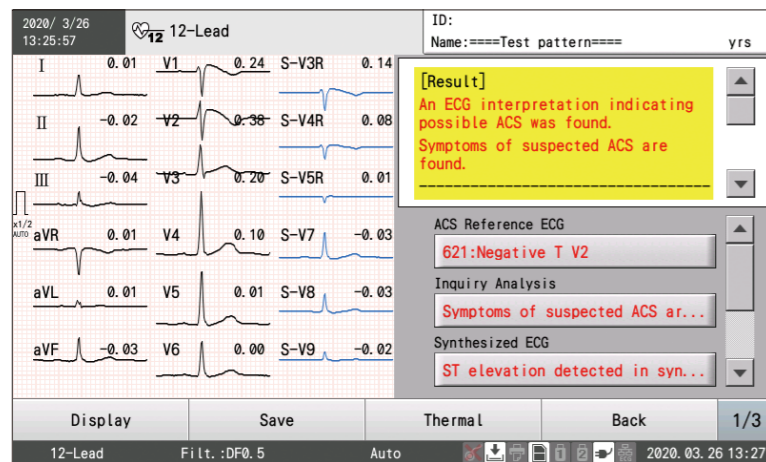 2020/ 3/26
13:25:57
12 12-Lead
ID:
Name:====Test pattern==== yrs
I 0.01 V1 0.24 S-V3R 0.14
II -0.02 V2 0.38 S-V4R 0.08
III -0.04 V3 0.20 S-V5R 0.01
x1/2
AUTO
aVR 0.01 V4 0.10 S-V7 -0.03
aVL 0.01 V5 0.01 S-V8 -0.03
aVF -0.03 V6 0.00 S-V9 -0.02
[Result]
An ECG interpretation indicating
possible ACS was found.
Symptoms of suspected ACS are
found.
ACS Reference ECG
621:Negative T V2
Inquiry Analysis
Symptoms of suspected ACS ar...
Synthesized ECG
ST elevation detected in syn...
Display Save Thermal Back 1/3
12-Lead Filt.:DF0.5 Auto 1 2 2020.03.26 13:27